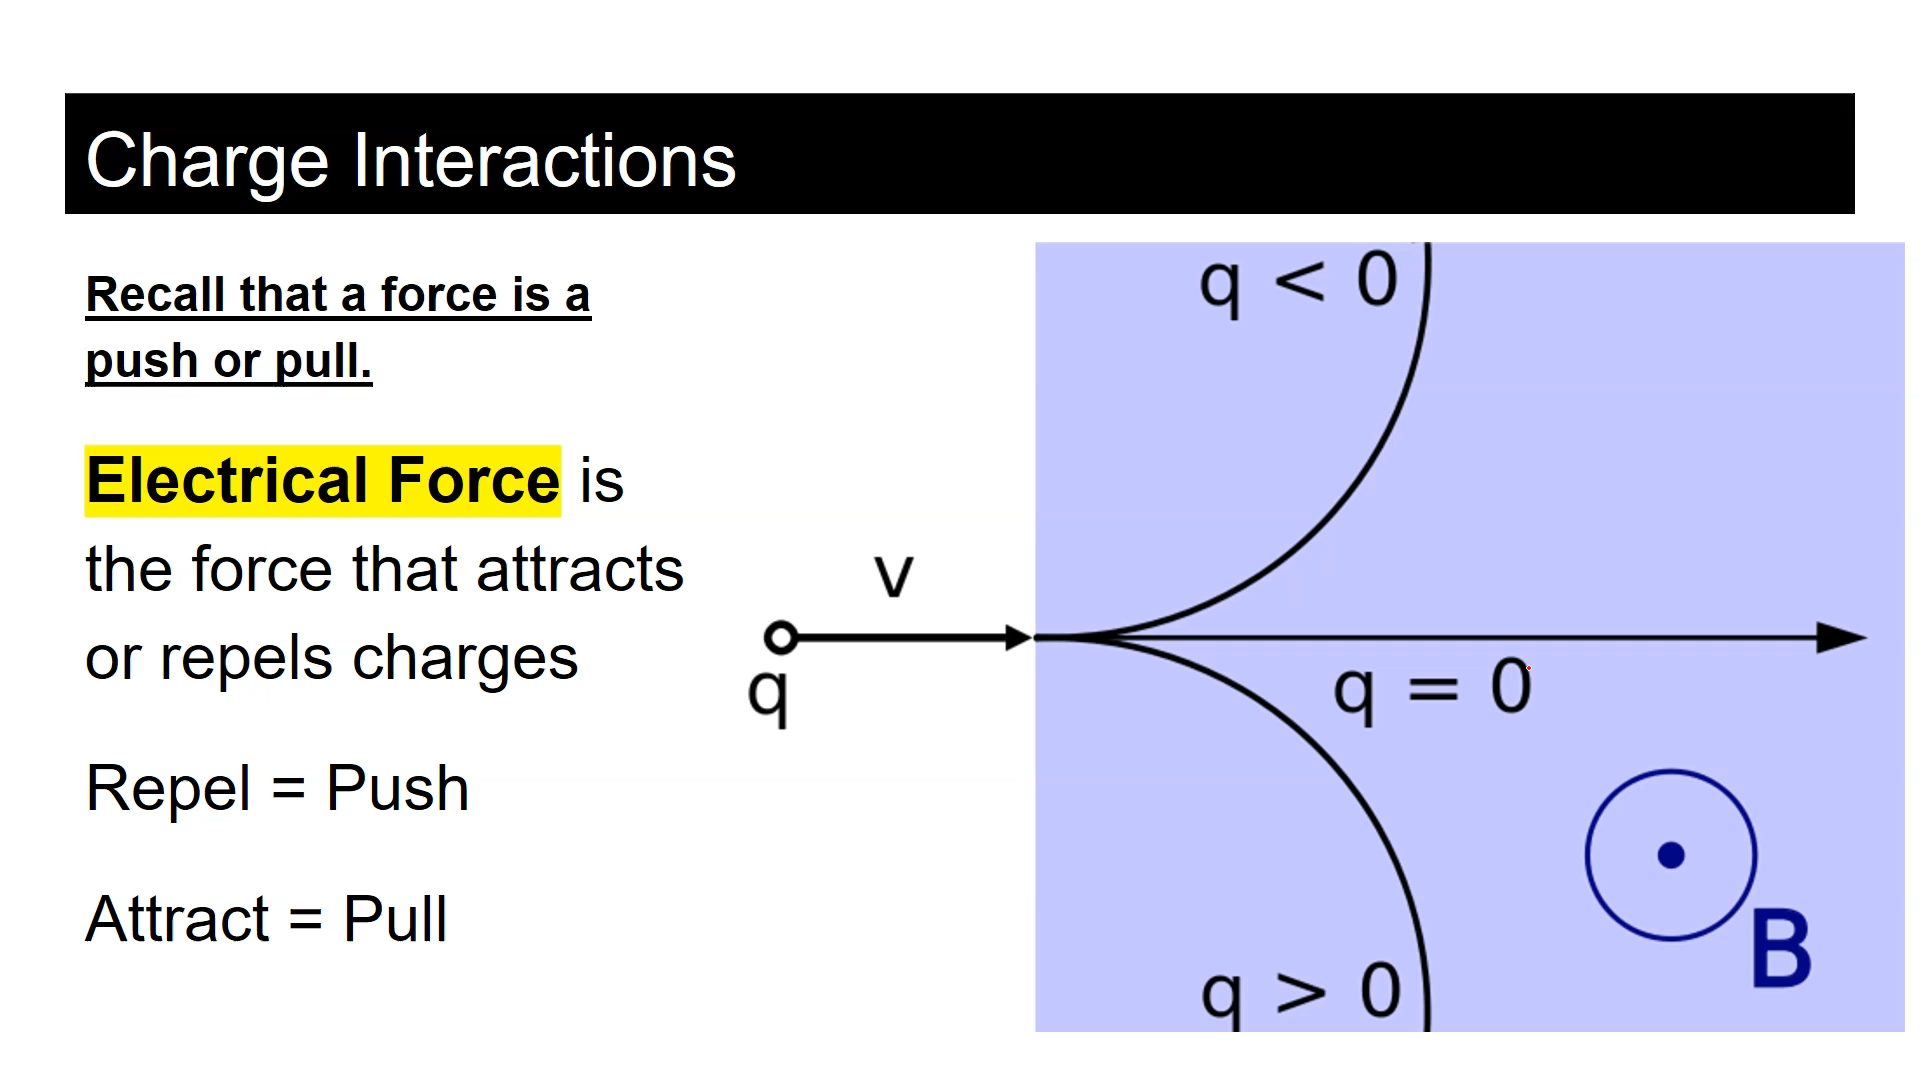 Charge Interactions
Recall that a force is a
push or pull.
Electrical Force is
the force that attracts
or repels charges
Repel = Push
Attract = Pull
q < 0
v
q
q = 0
B
q > 0